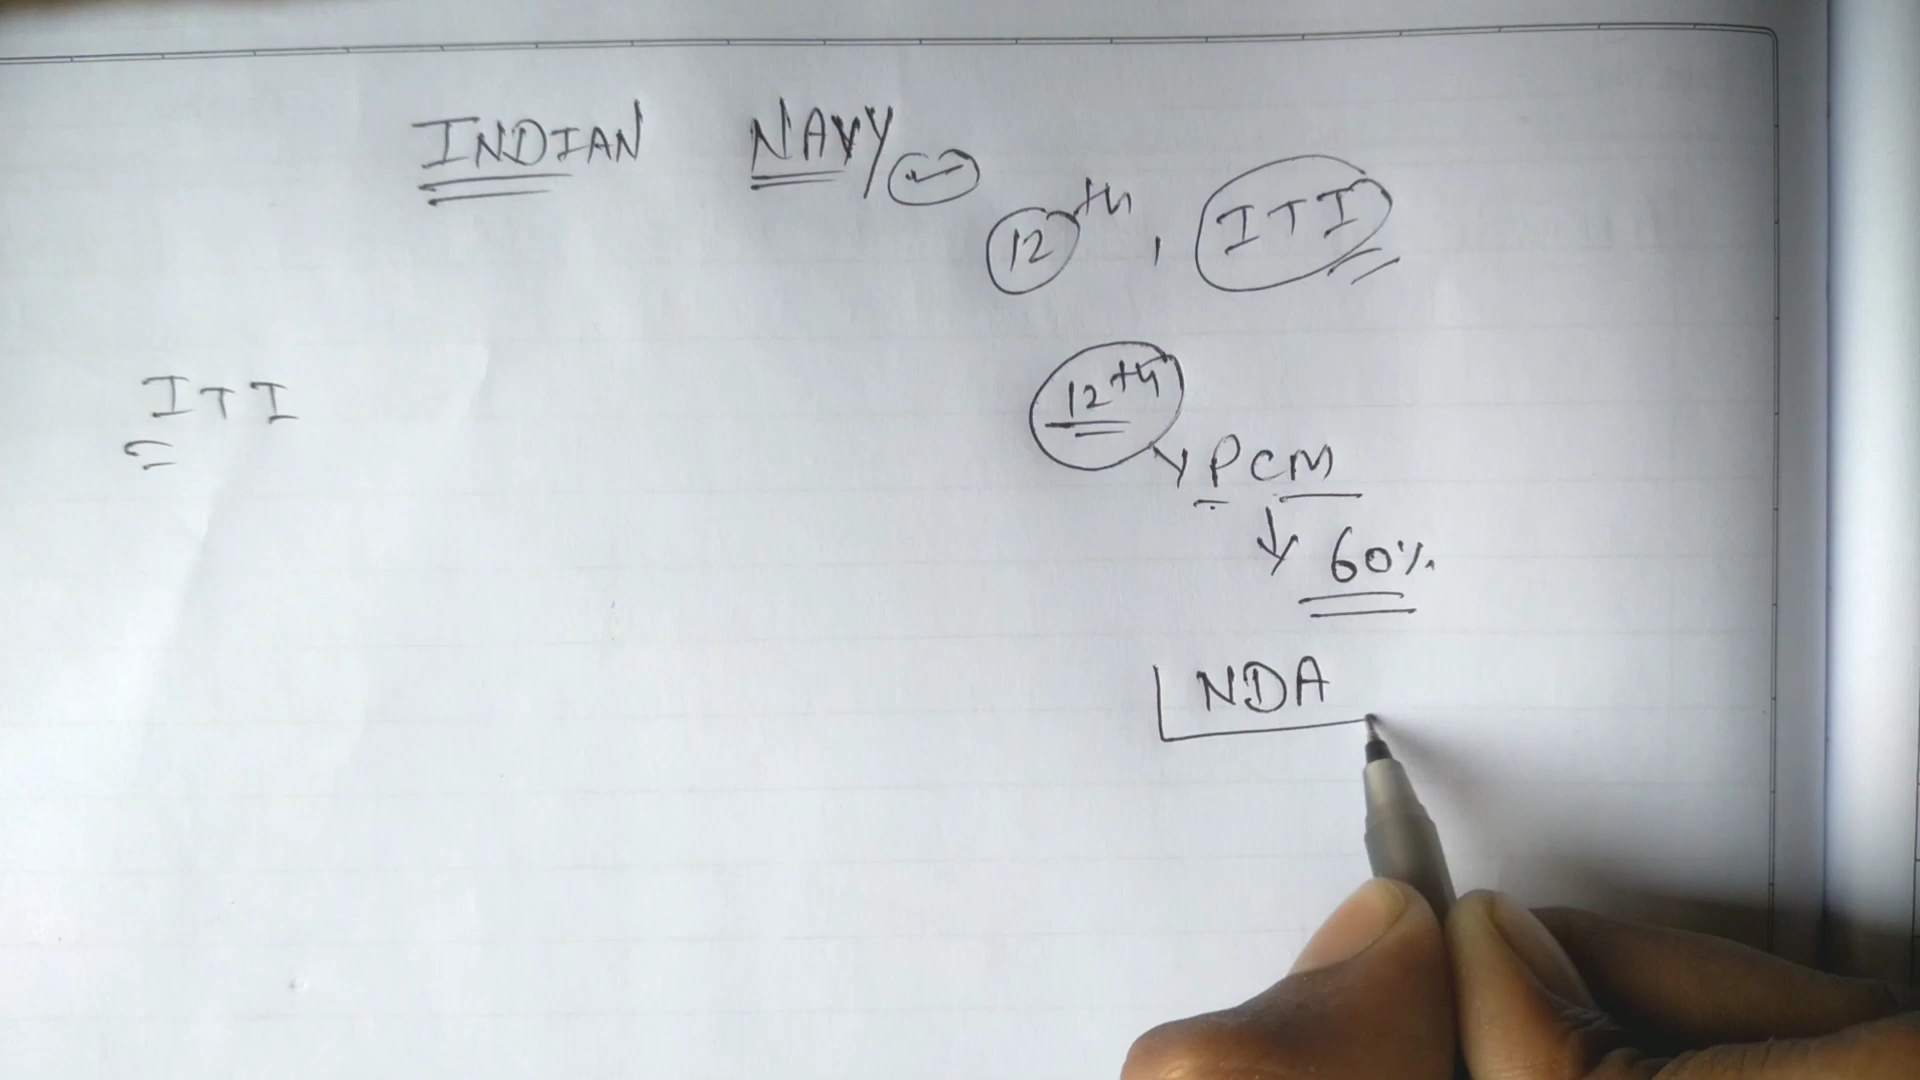 INDIAN NAVY
12th, ITI
ITI
12th
PCM
60%
NDA